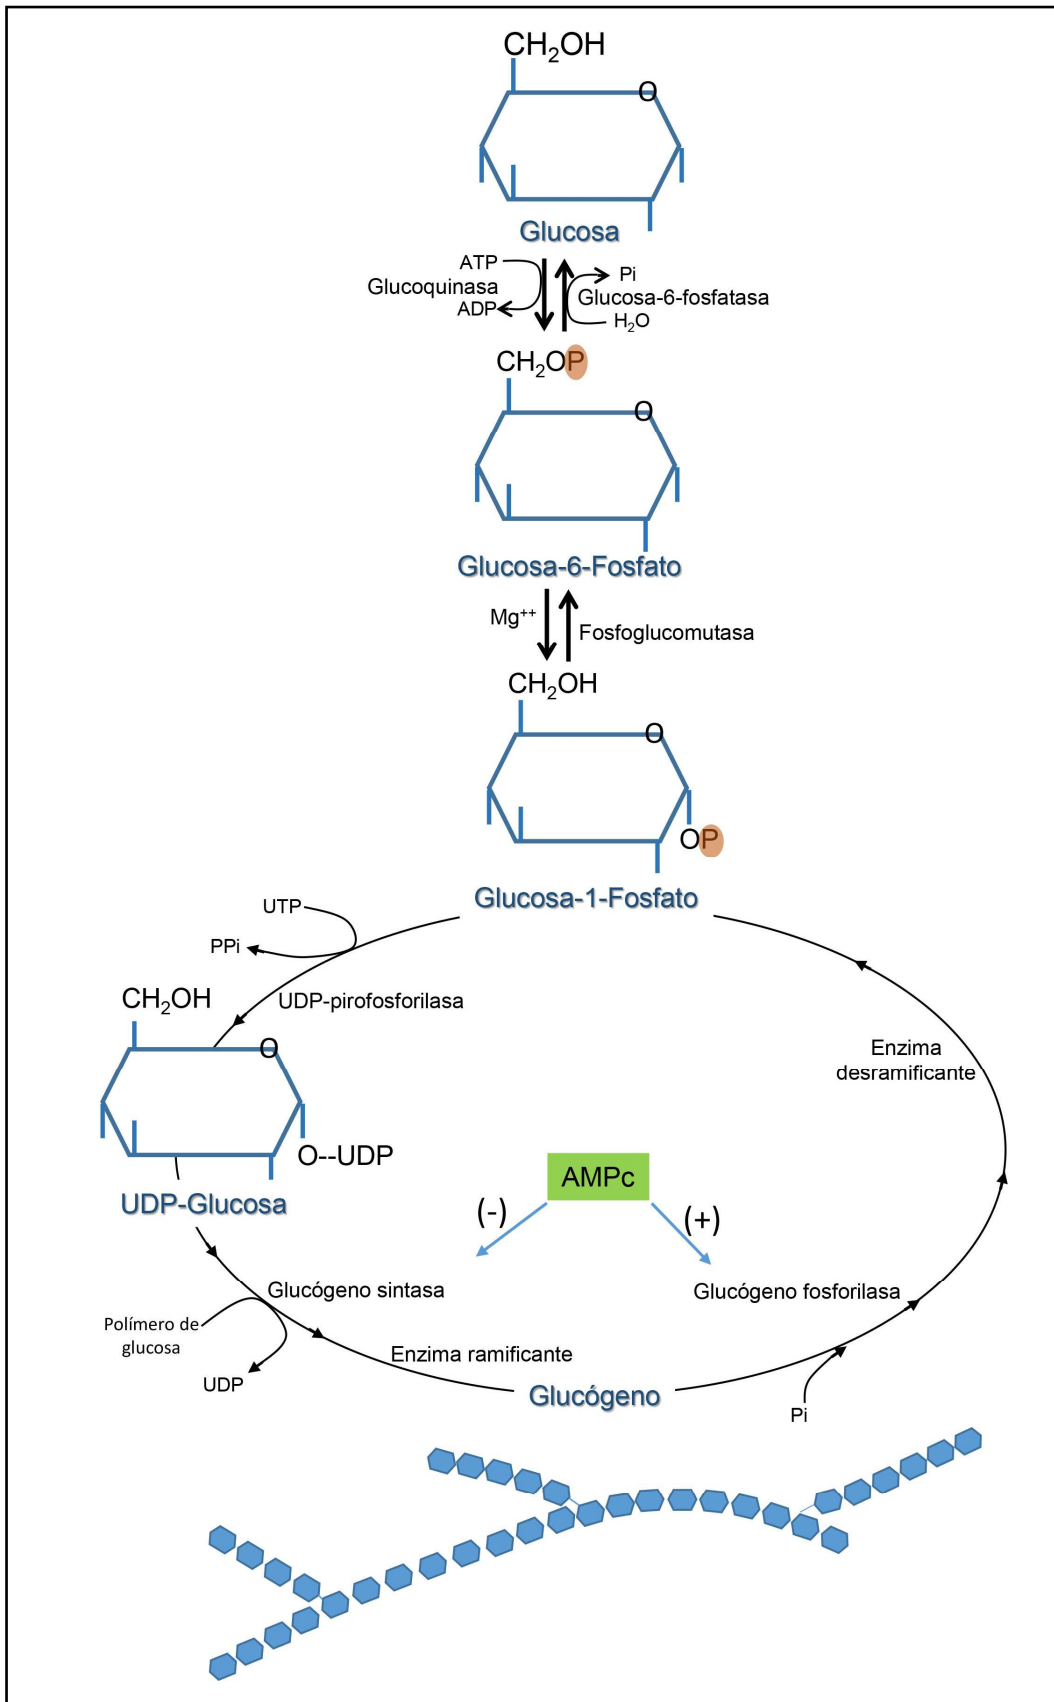 CH2OH
O
Glucosa
ATP
Glucoquinasa
ADP
Pi
Glucosa-6-fosfatasa
H2O
CH2OP
O
Glucosa-6-Fosfato
Mg++
Fosfoglucomutasa
CH2OH
O
OP
Glucosa-1-Fosfato
UTP
PPi
UDP-pirofosforilasa
CH2OH
O
O--UDP
UDP-Glucosa
Enzima
desramificante
AMPc
(-)
(+)
Glucógeno sintasa
Glucógeno fosforilasa
Polímero de
glucosa
UDP
Enzima ramificante
Glucógeno
Pi